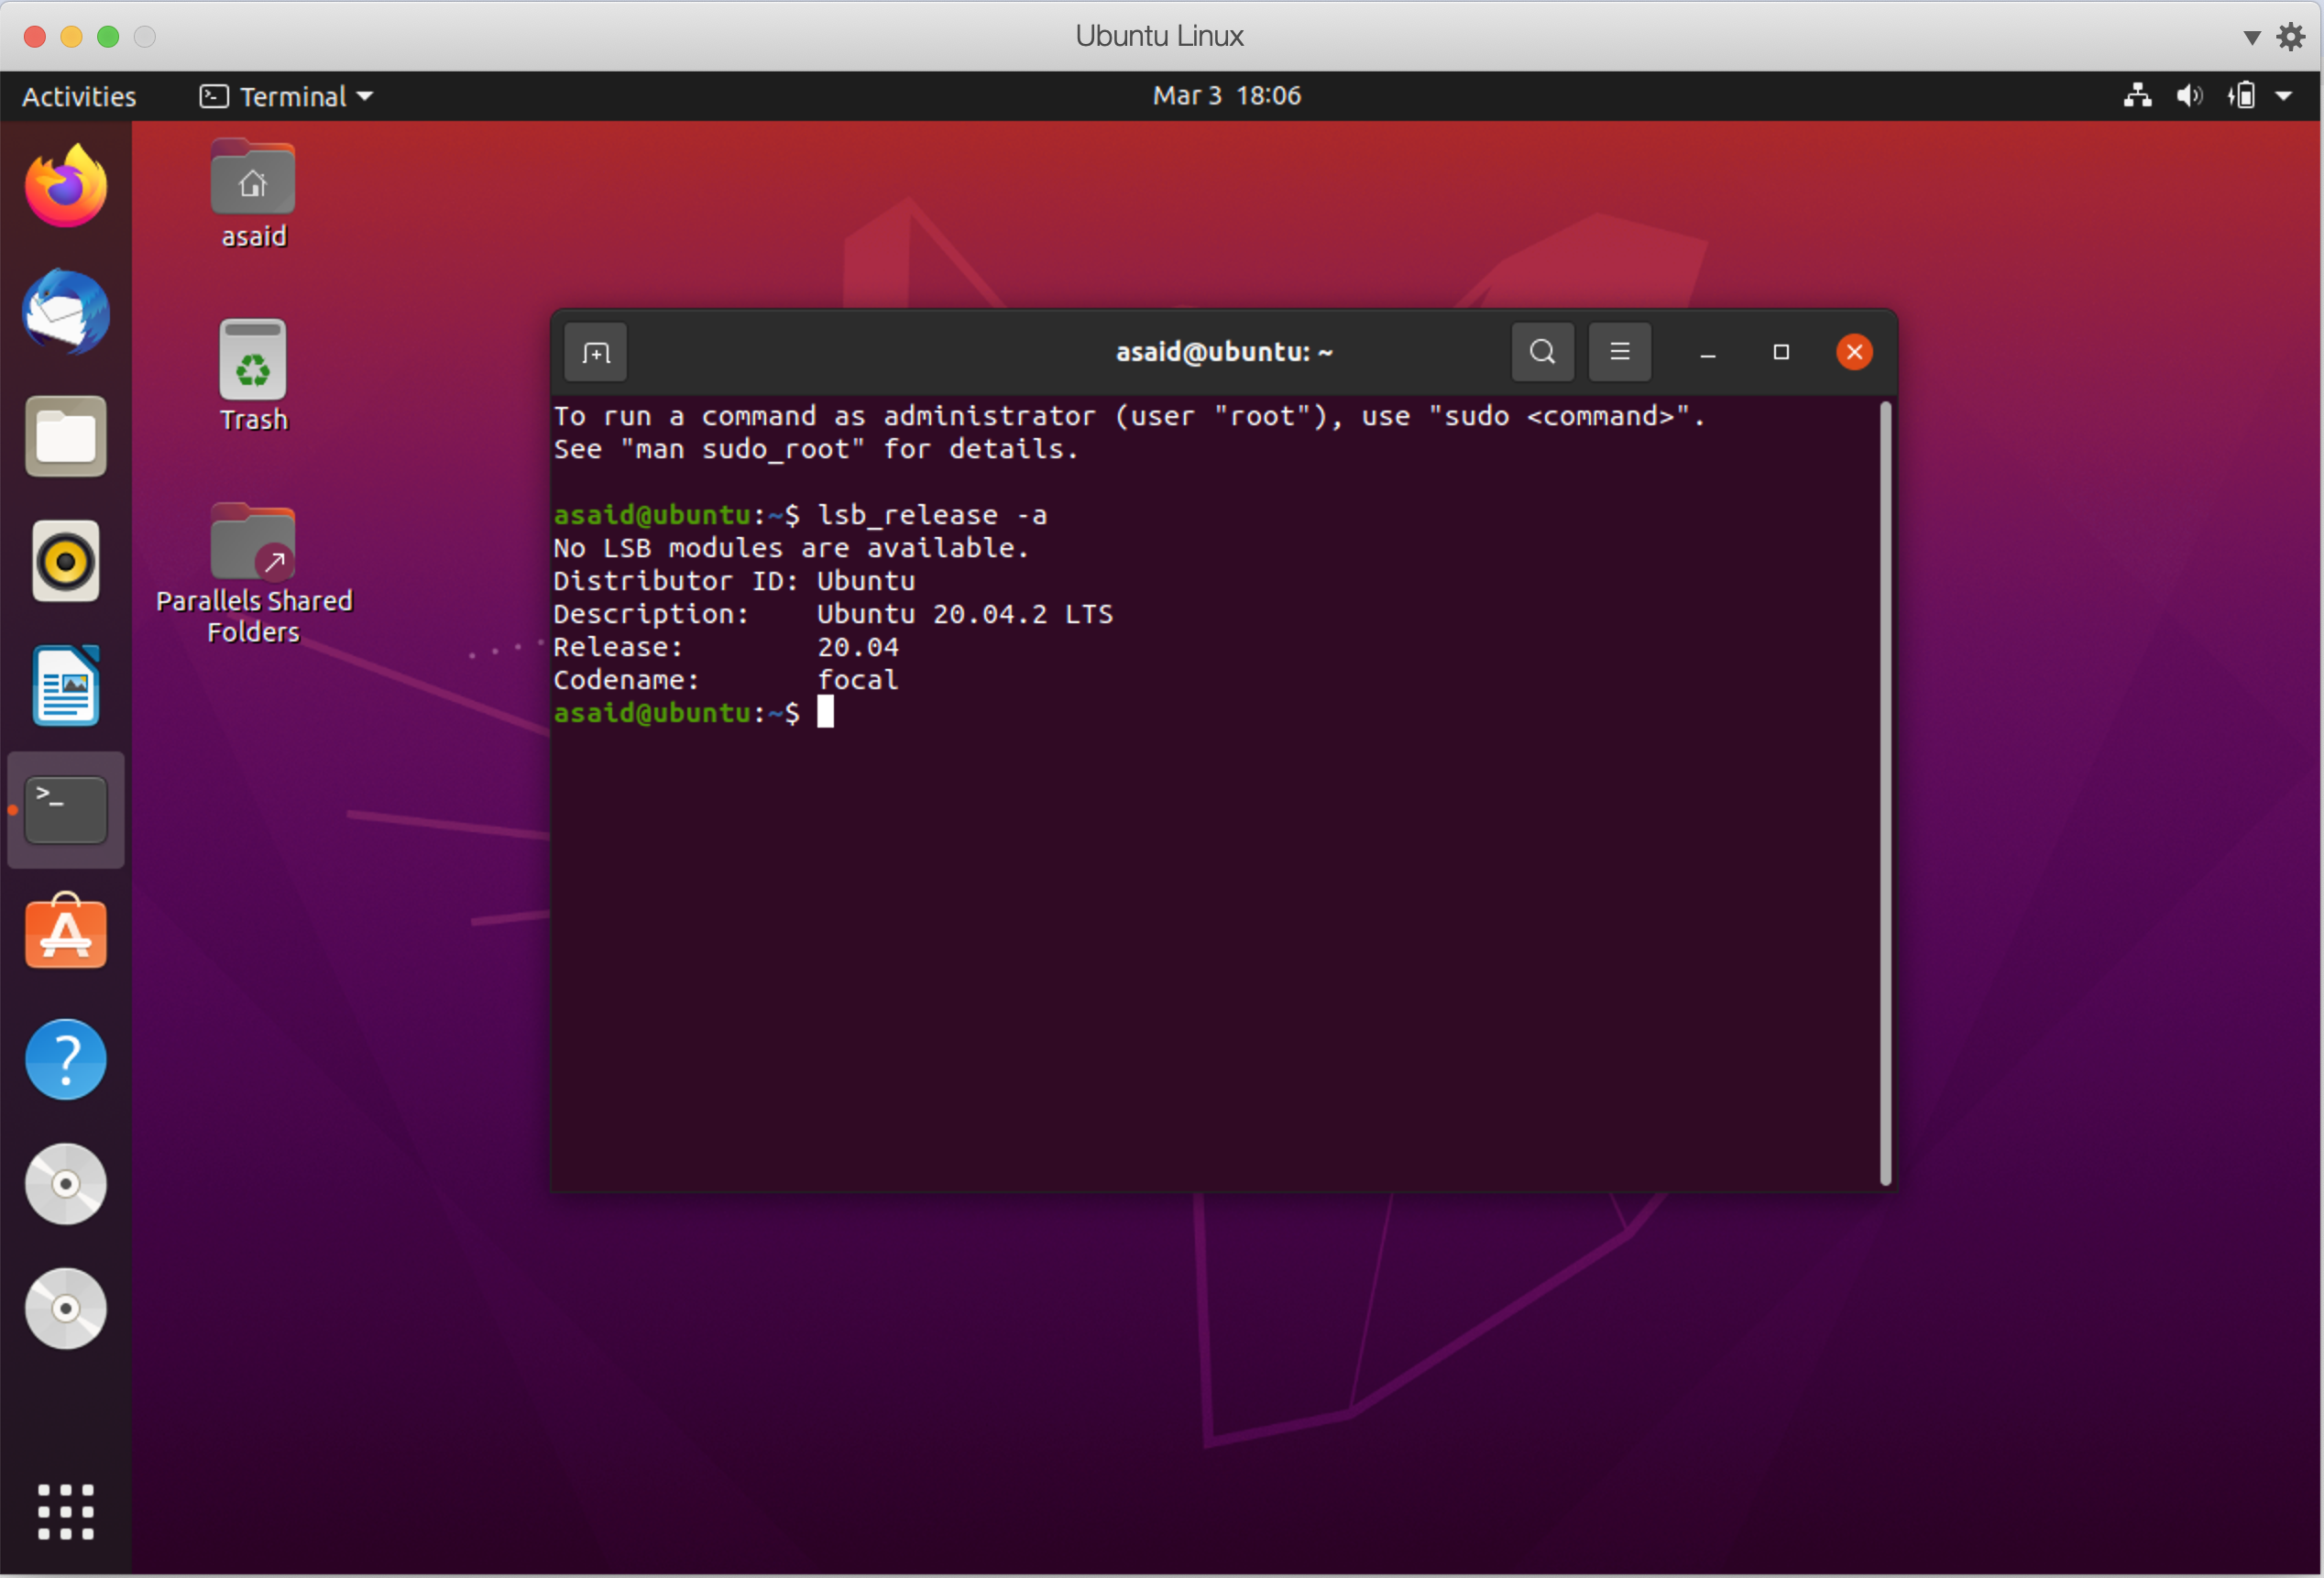 Ubuntu Linux
Activities
Terminal
Mar 3 18:06
asaid
Trash
Parallels Shared
Folders
asaid@ubuntu: ~
To run a command as administrator (user "root"), use "sudo <command>".
See "man sudo_root" for details.
asaid@ubuntu:~$ lsb_release -a
No LSB modules are available.
Distributor ID: Ubuntu
Description:    Ubuntu 20.04.2 LTS
Release:        20.04
Codename:       focal
asaid@ubuntu:~$